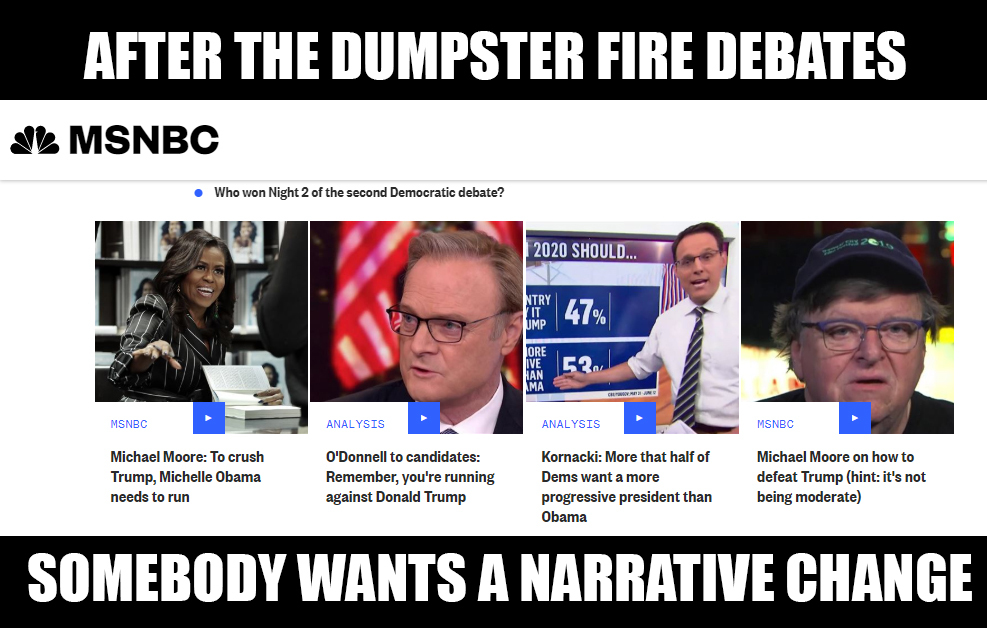 AFTER THE DUMPSTER FIRE DEBATES
MSNBC
Who won Night 2 of the second Democratic debate?
2020 SHOULD...
NTRY
IT
UMP
47%
MORE
IVE
HAN
AMA
53%
MSNBC
Michael Moore: To crush
Trump, Michelle Obama
needs to run
ANALYSIS
O'Donnell to candidates:
Remember, you're running
against Donald Trump
ANALYSIS
Kornacki: More that half of
Dems want a more
progressive president than
Obama
MSNBC
Michael Moore on how to
defeat Trump (hint: it's not
being moderate)
SOMEBODY WANTS A NARRATIVE CHANGE